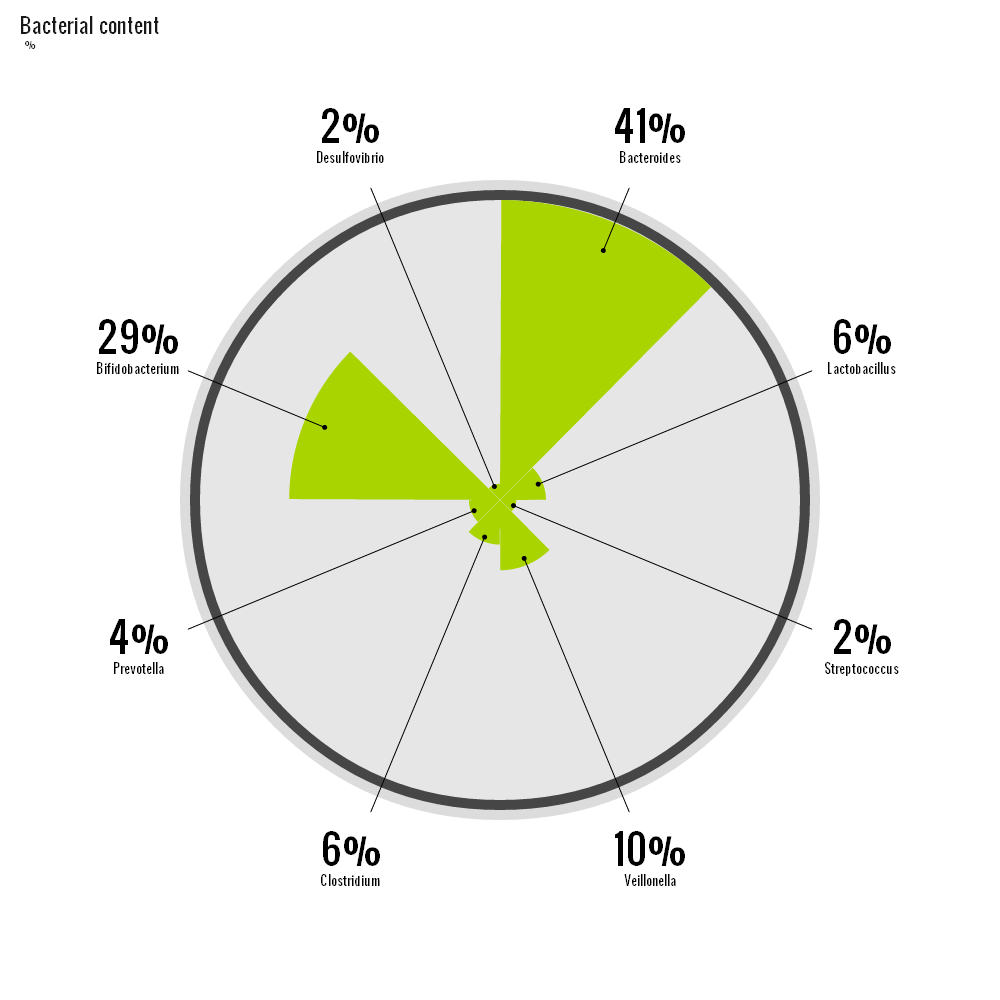 Bacterial content
%
2%
Desulfovibrio
41%
Bacteroides
29%
Bifidobacterium
6%
Lactobacillus
4%
Prevotella
2%
Streptococcus
6%
Clostridium
10%
Veillonella